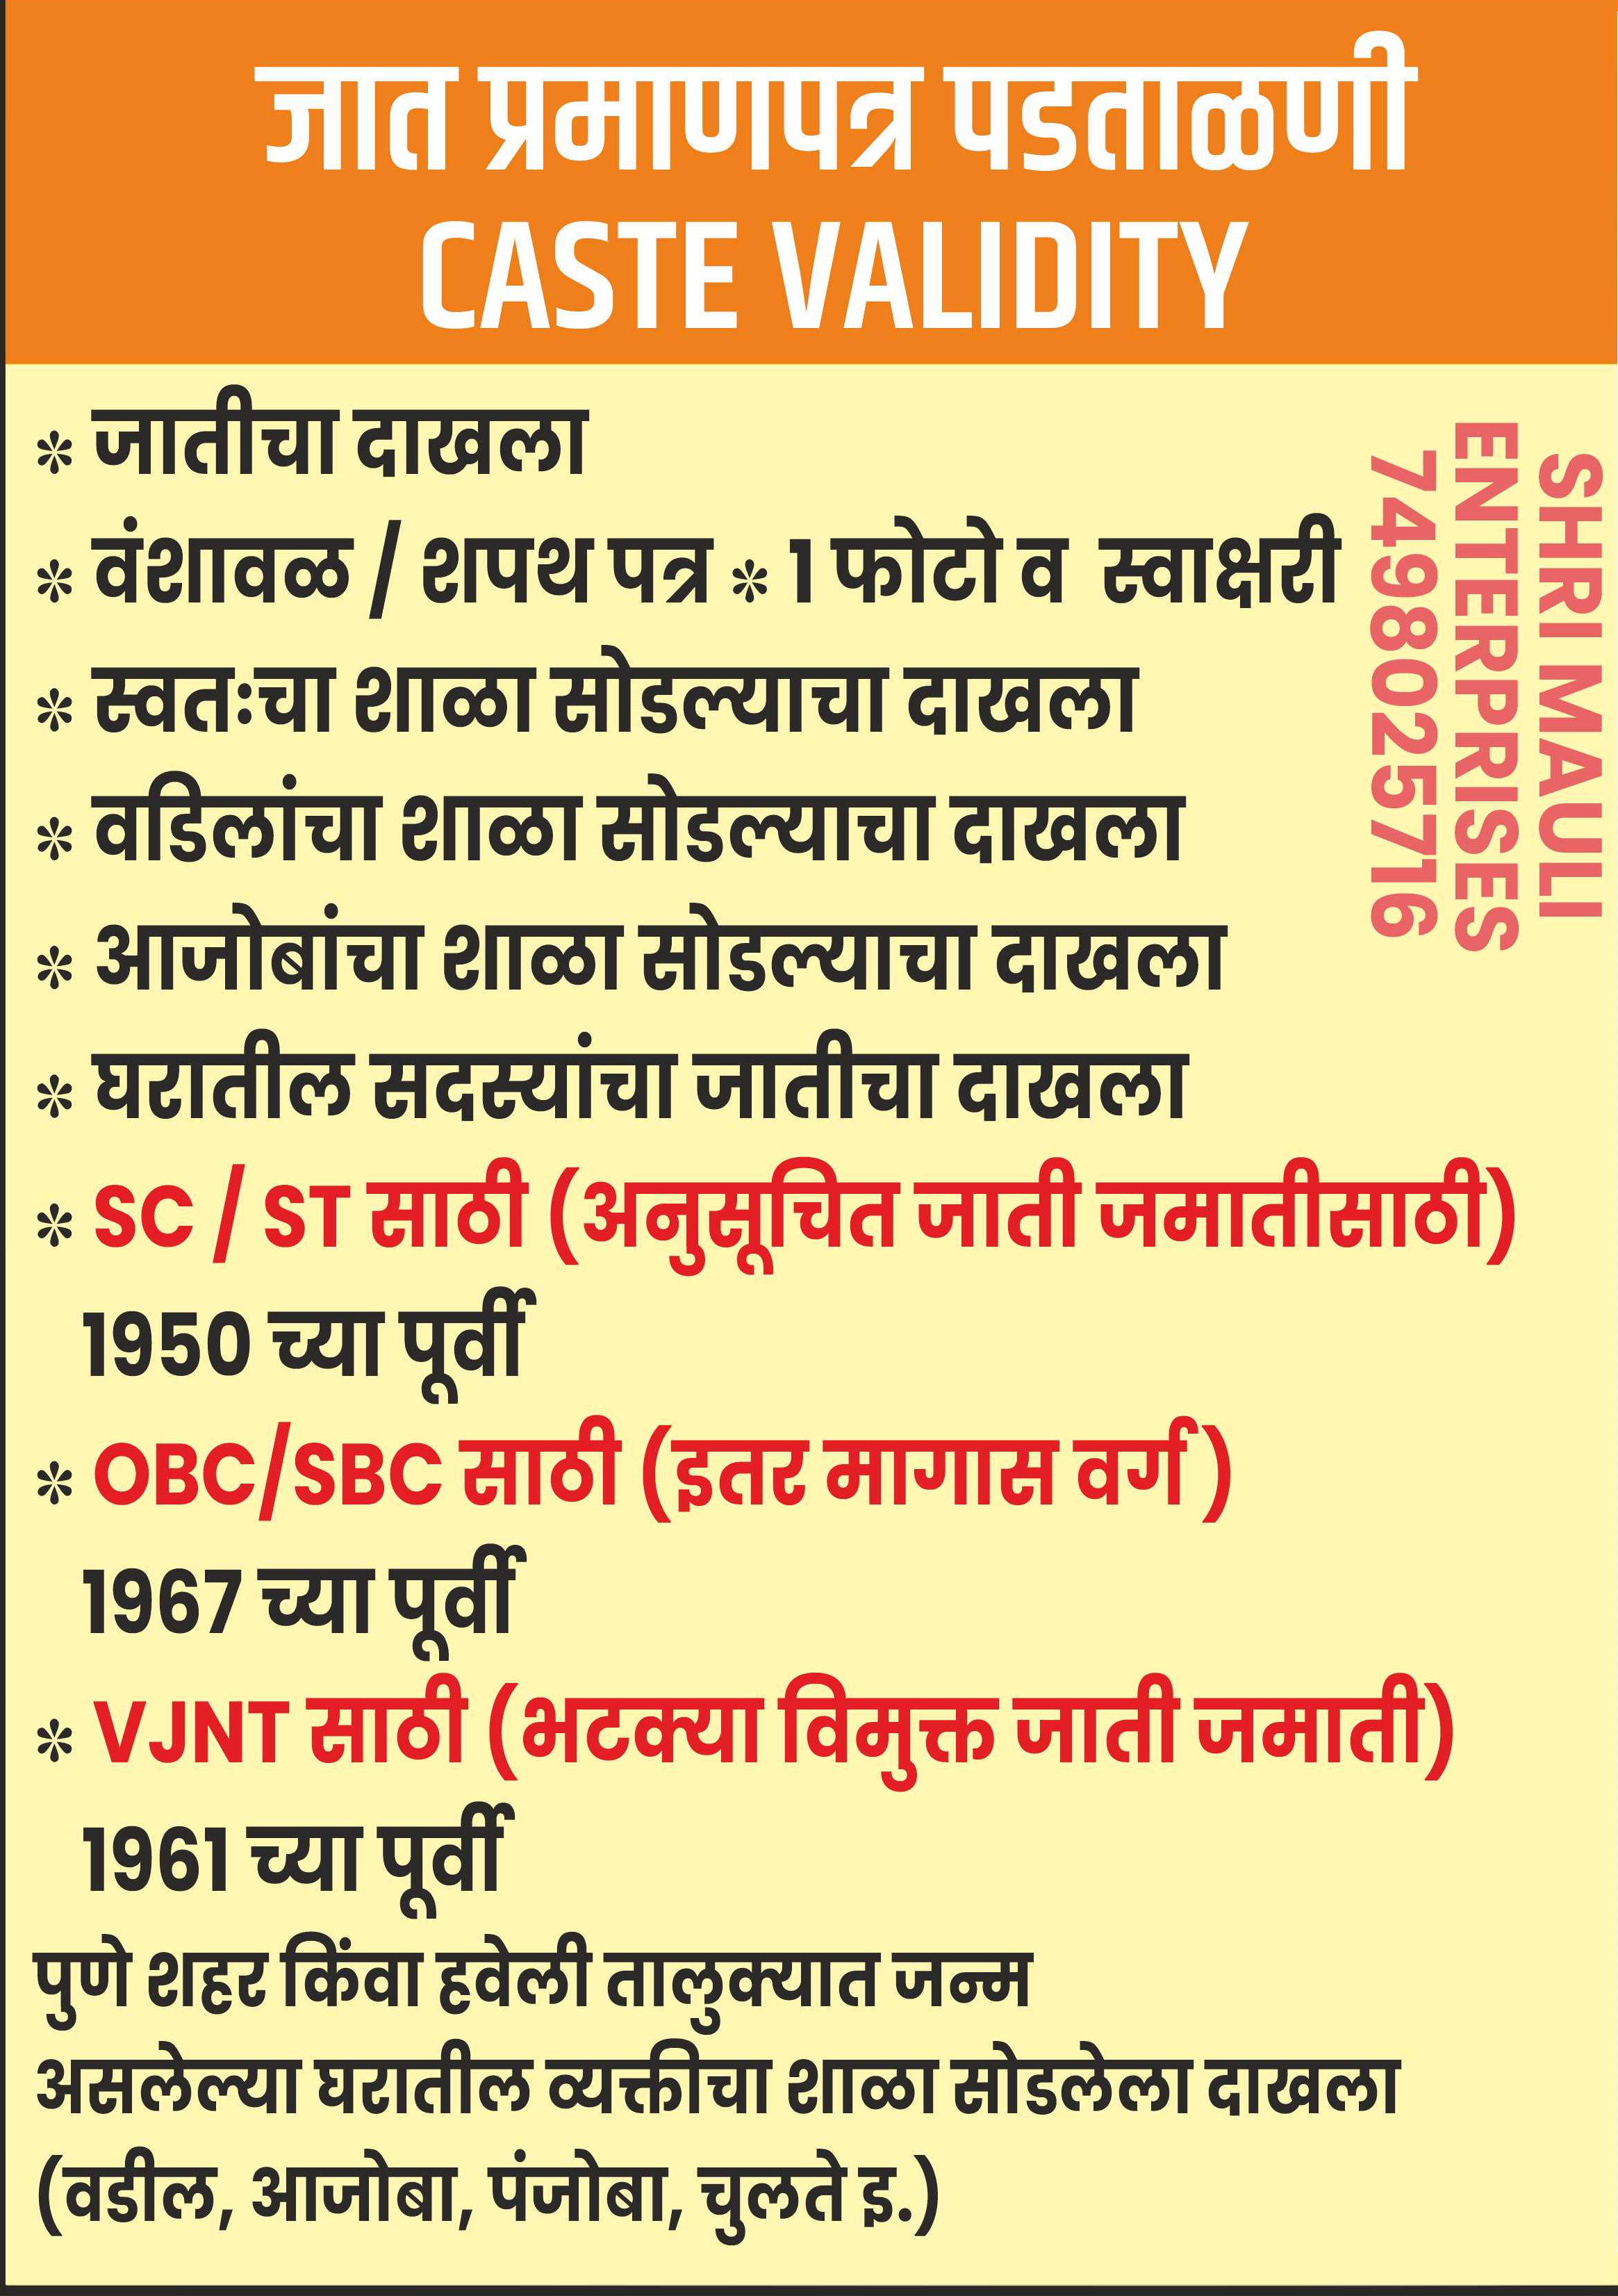 जात प्रमाणपत्र पडताळणी
CASTE VALIDITY
* जातीचा दाखला
* वंशावळ / शपथ पत्र * 1 फोटो व स्वाक्षरी
* स्वतःचा शाळा सोडल्याचा दाखला
* वडिलांचा शाळा सोडल्याचा दाखला
* आजोबांचा शाळा सोडल्याचा दाखला
* घरातील सदस्यांचा जातीचा दाखला
* SC / ST साठी (अनुसूचित जाती जमातीसाठी)
1950 च्या पूर्वी
* OBC/SBC साठी (इतर मागास वर्ग )
1967 च्या पूर्वी
* VJNT साठी (भटक्या विमुक्त जाती जमाती)
1961 च्या पूर्वी
पुणे शहर किंवा हवेली तालुक्यात जन्म
असलेल्या घरातील व्यक्तीचा शाळा सोडलेला दाखला
(वडील, आजोबा, पंजोबा, चुलते इ.)
SHRI MAULI
ENTERPRISES
7498025716